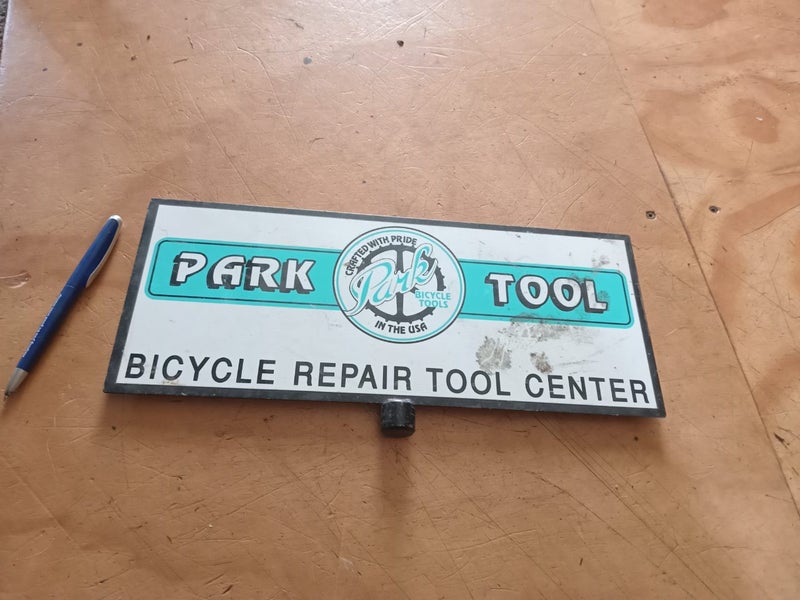 PARK TOOL
CRAFTED WITH PRIDE
Park
BICYCLE
TOOLS
IN THE USA
BICYCLE REPAIR TOOL CENTER